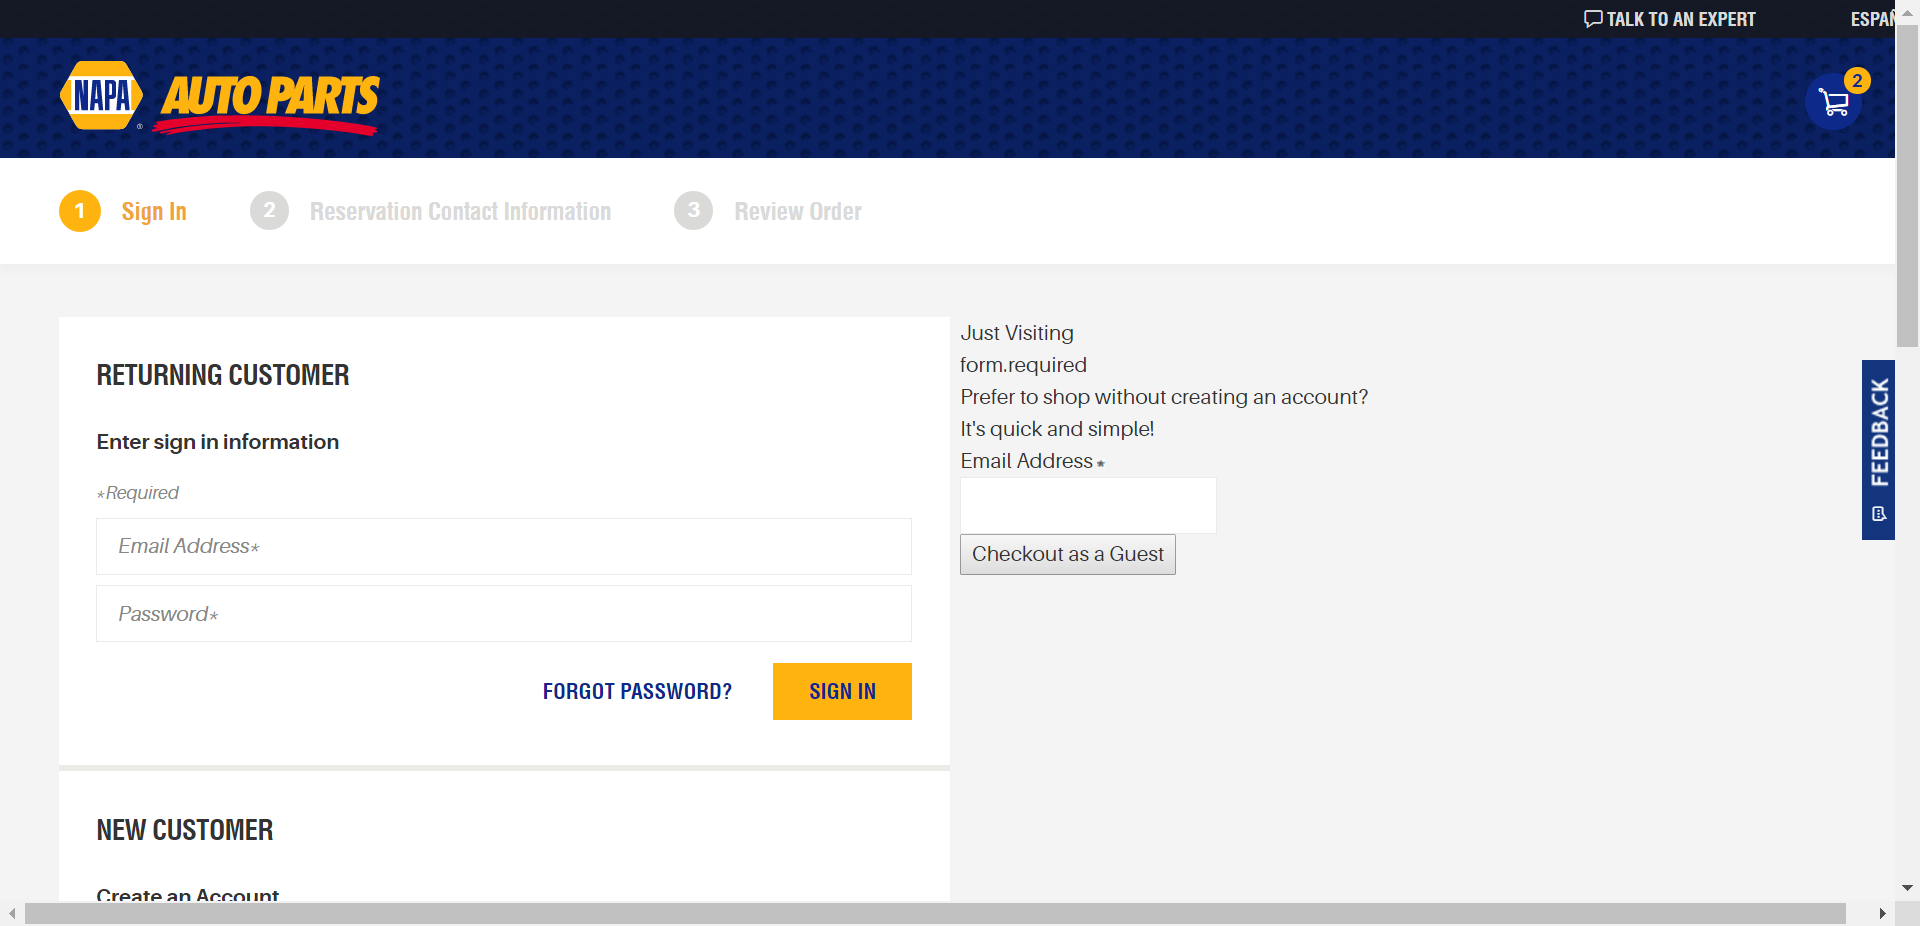 TALK TO AN EXPERT
NAPA AUTO PARTS
®
2
1 Sign In
2 Reservation Contact Information
3 Review Order
RETURNING CUSTOMER
Enter sign in information
*Required
Email Address*
Password*
FORGOT PASSWORD?
SIGN IN
NEW CUSTOMER
Create an Account
Just Visiting
form.required
Prefer to shop without creating an account?
It's quick and simple!
Email Address *
Checkout as a Guest
FEEDBACK